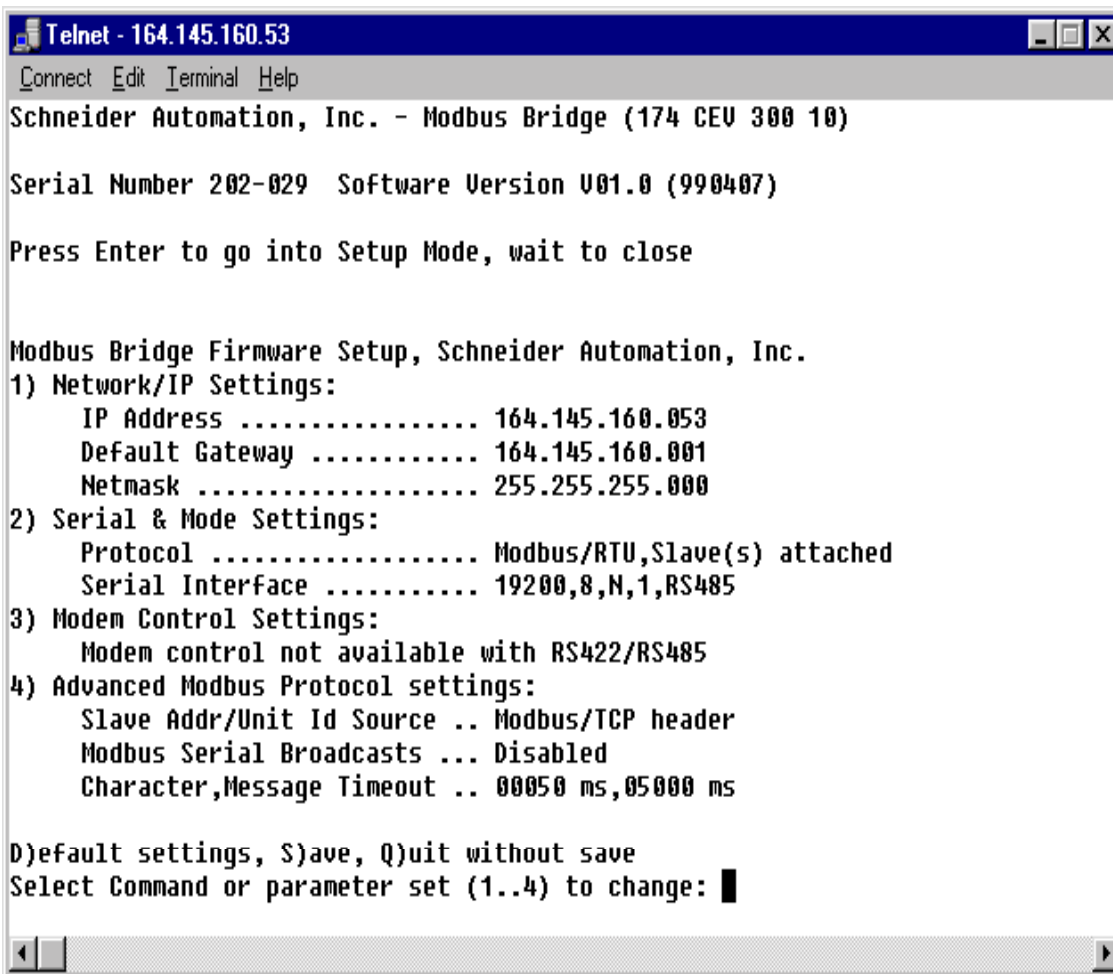 Telnet - 164.145.160.53
Connect Edit Terminal Help
Schneider Automation, Inc. - Modbus Bridge (174 CEV 300 10)
Serial Number 202-029  Software Version V01.0 (990407)
Press Enter to go into Setup Mode, wait to close
Modbus Bridge Firmware Setup, Schneider Automation, Inc.
1) Network/IP Settings:
IP Address ................. 164.145.160.053
Default Gateway ............ 164.145.160.001
Netmask .................... 255.255.255.000
2) Serial & Mode Settings:
Protocol ................... Modbus/RTU,Slave(s) attached
Serial Interface ........... 19200,8,N,1,RS485
3) Modem Control Settings:
Modem control not available with RS422/RS485
4) Advanced Modbus Protocol settings:
Slave Addr/Unit Id Source .. Modbus/TCP header
Modbus Serial Broadcasts ... Disabled
Character,Message Timeout .. 00050 ms,05000 ms
D)efault settings, S)ave, Q)uit without save
Select Command or parameter set (1..4) to change: